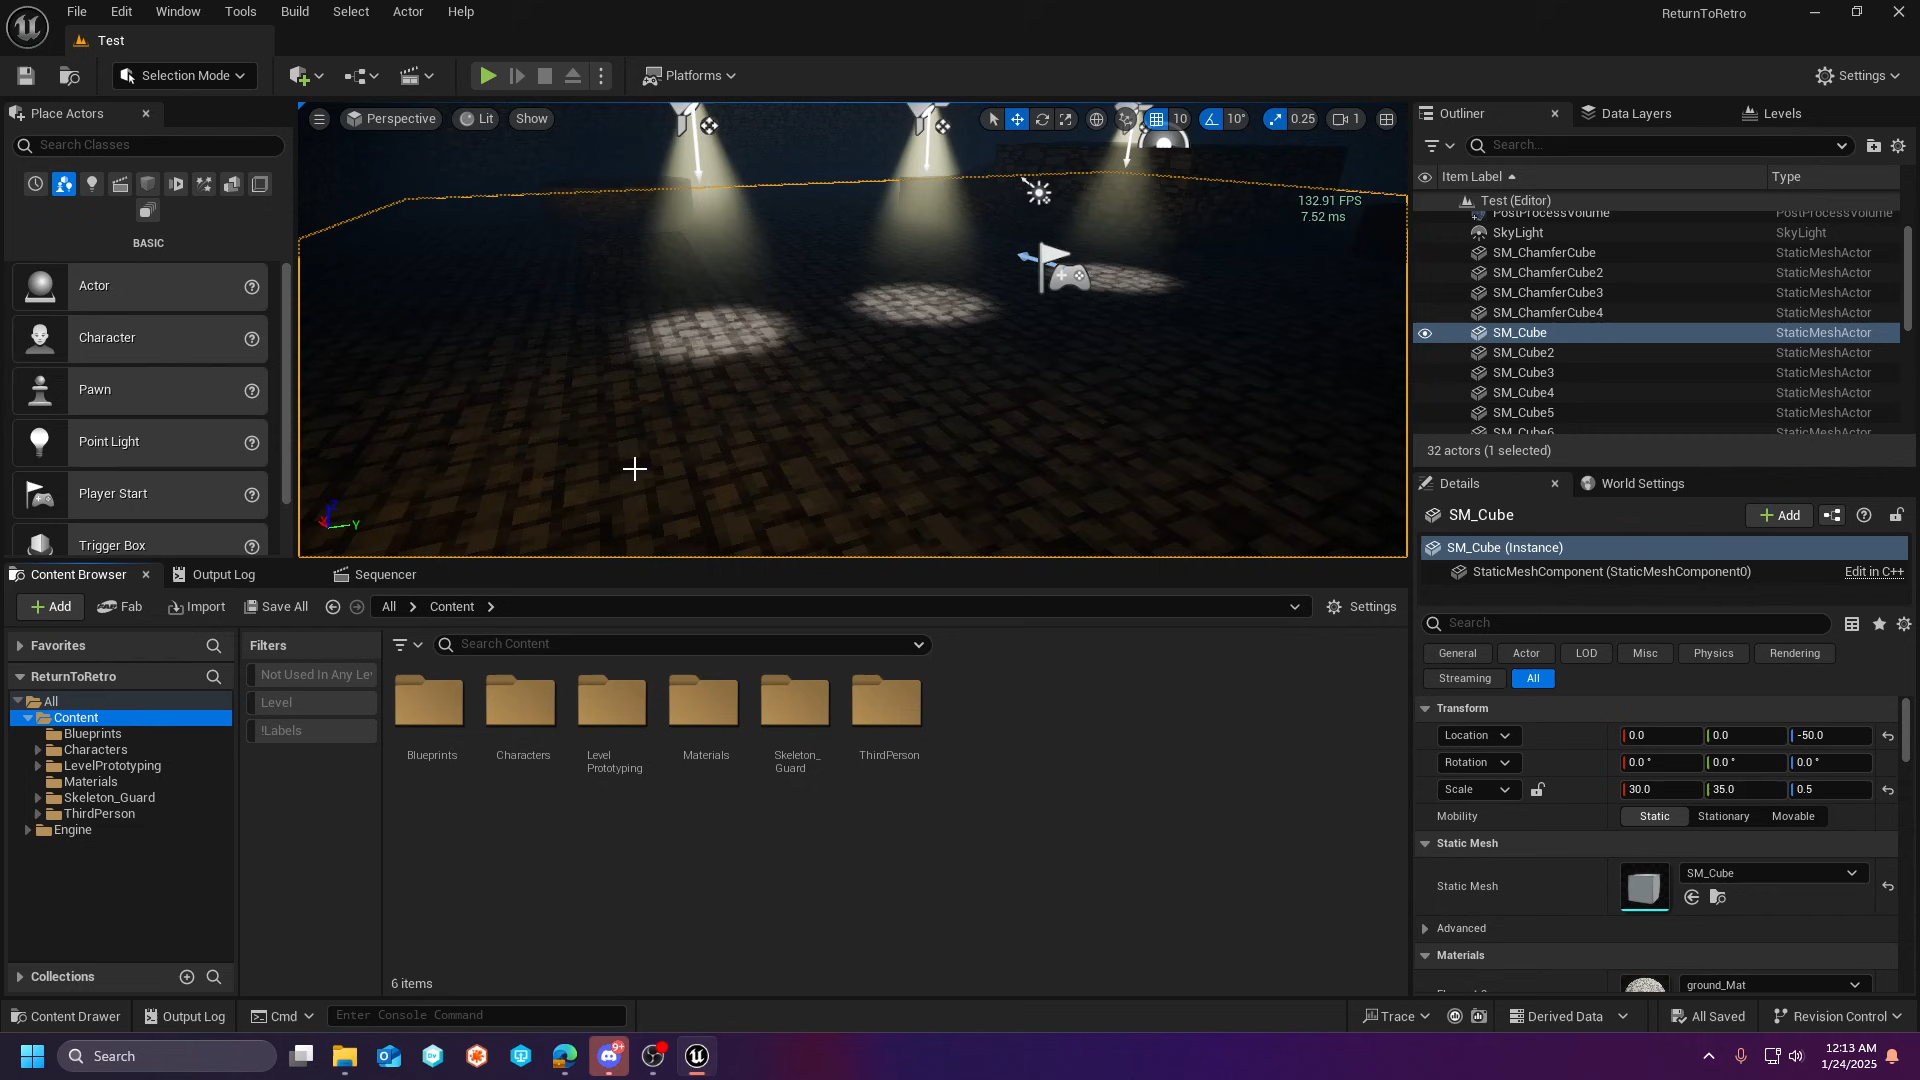 File Edit Window Tools Build Select Actor Help
ReturnToRetro
Test
Selection Mode
Platforms
Settings
Place Actors
Search Classes
BASIC
Actor
Character
Pawn
Point Light
Player Start
Trigger Box
Perspective
Lit
Show
10
10°
0.25
1
132.91 FPS
7.52 ms
Y
Outliner
Data Layers
Levels
Search...
Item Label
Type
Test (Editor)
PostProcessVolume PostProcessVolume
SkyLight SkyLight
SM_ChamferCube StaticMeshActor
SM_ChamferCube2 StaticMeshActor
SM_ChamferCube3 StaticMeshActor
SM_ChamferCube4 StaticMeshActor
SM_Cube StaticMeshActor
SM_Cube2 StaticMeshActor
SM_Cube3 StaticMeshActor
SM_Cube4 StaticMeshActor
SM_Cube5 StaticMeshActor
SM_Cube6 StaticMeshActor
32 actors (1 selected)
Details
World Settings
SM_Cube
Add
SM_Cube (Instance)
StaticMeshComponent (StaticMeshComponent0) Edit in C++
Search
General Actor LOD Misc Physics Rendering
Streaming All
Transform
Location 0.0 0.0 -50.0
Rotation 0.0 ° 0.0 ° 0.0 °
Scale 30.0 35.0 0.5
Mobility Static Stationary Movable
Static Mesh
Static Mesh SM_Cube
Advanced
Materials
ground_Mat
Content Browser
Output Log
Sequencer
Add Fab Import Save All All Content
Settings
Favorites
ReturnToRetro
All
Content
Blueprints
Characters
LevelPrototyping
Materials
Skeleton_Guard
ThirdPerson
Engine
Collections
Filters
Not Used In Any Le
Level
!Labels
Search Content
Blueprints
Characters
Level
Prototyping
Materials
Skeleton_
Guard
ThirdPerson
6 items
Content Drawer Output Log Cmd Enter Console Command
Trace Derived Data All Saved Revision Control
Search
9+
12:13 AM
1/24/2025